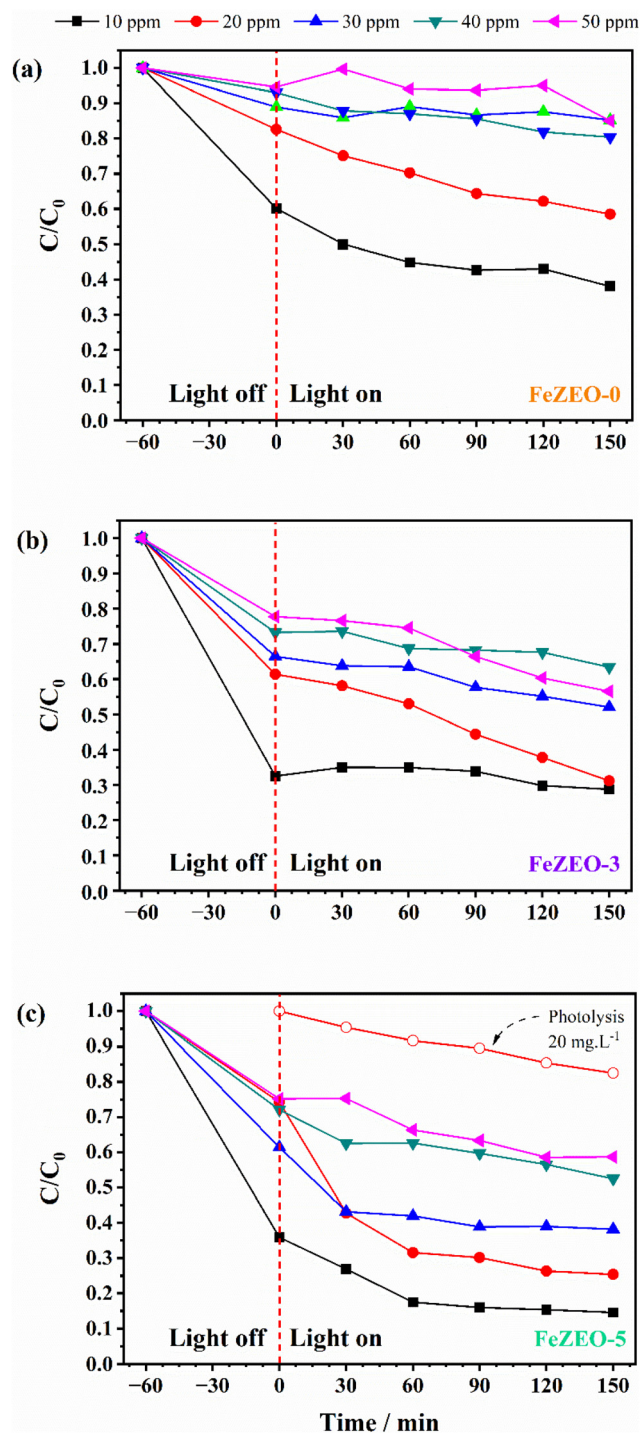 10 ppm 20 ppm 30 ppm 40 ppm 50 ppm
(a)
1.0
0.9
0.8
0.7
0.6
0.5
0.4
0.3
0.2
0.1
0.0
C/C₀
Light off Light on
FeZEO-0
−60 −30 0 30 60 90 120 150
(b)
1.0
0.9
0.8
0.7
0.6
0.5
0.4
0.3
0.2
0.1
0.0
C/C₀
Light off Light on
FeZEO-3
−60 −30 0 30 60 90 120 150
(c)
1.0
0.9
0.8
0.7
0.6
0.5
0.4
0.3
0.2
0.1
0.0
C/C₀
Photolysis
20 mg.L⁻¹
Light off Light on
FeZEO-5
−60 −30 0 30 60 90 120 150
Time / min